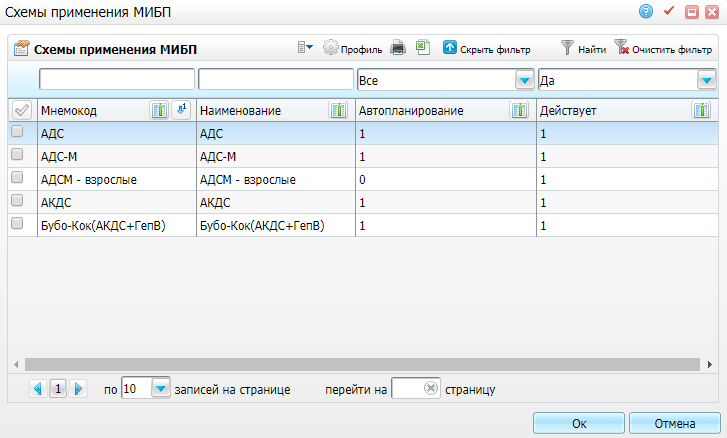 Схемы применения МИБП
Схемы применения МИБП Профиль Скрыть фильтр Найти Очистить фильтр
Все Да
Мнемокод Наименование Автопланирование Действует
АДС АДС 1 1
АДС-М АДС-М 1 1
АДСМ - взрослые АДСМ - взрослые 0 1
АКДС АКДС 1 1
Бубо-Кок(АКДС+ГепВ) Бубо-Кок(АКДС+ГепВ) 1 1
1 по 10 записей на странице перейти на страницу
Ок Отмена